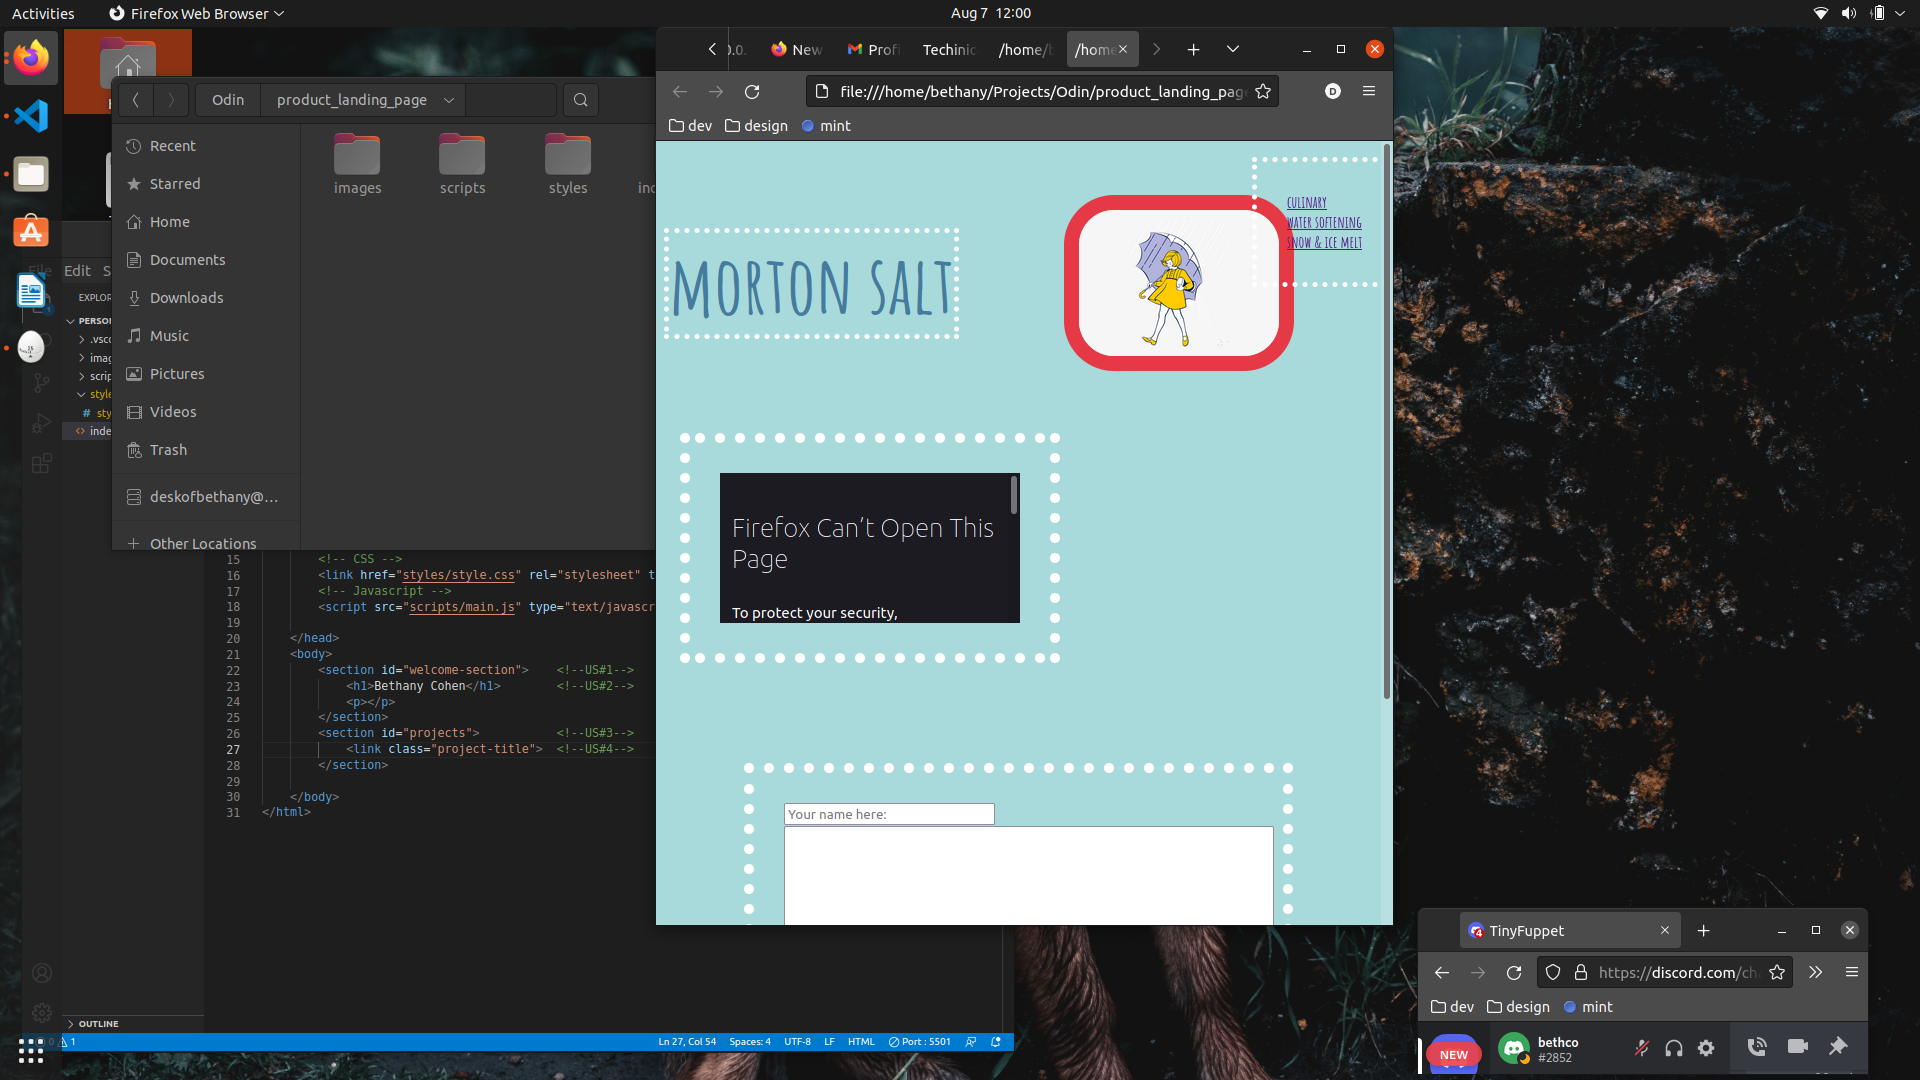 Activities
Firefox Web Browser
Aug 7 12:00
0.0.
New
Profi
Techinic
/home/b
/home
file:///home/bethany/Projects/Odin/product_landing_page
dev
design
mint
Odin
product_landing_page
Recent
Starred
Home
Documents
Downloads
Music
Pictures
Videos
Trash
deskofbethany@...
Other Locations
images
scripts
styles
inc
File
Edit
S
EXPLOR
PERSO
.vsco
imag
scrip
style
# sty
<> inde
culinary
water softening
snow & ice melt
MORTON SALT
Firefox Can't Open This
Page
To protect your security,
Your name here:
15 <!-- CSS -->
16 <link href="styles/style.css" rel="stylesheet" t
17 <!-- Javascript -->
18 <script src="scripts/main.js" type="text/javascr
19
20 </head>
21 <body>
22 <section id="welcome-section"> <!--US#1-->
23 <h1>Bethany Cohen</h1> <!--US#2-->
24 <p></p>
25 </section>
26 <section id="projects"> <!--US#3-->
27 <link class="project-title"> <!--US#4-->
28 </section>
29
30 </body>
31 </html>
OUTLINE
0 1
Ln 27, Col 54
Spaces: 4
UTF-8
LF
HTML
Port : 5501
TinyFuppet
https://discord.com/cha
dev
design
mint
NEW
bethco
#2852